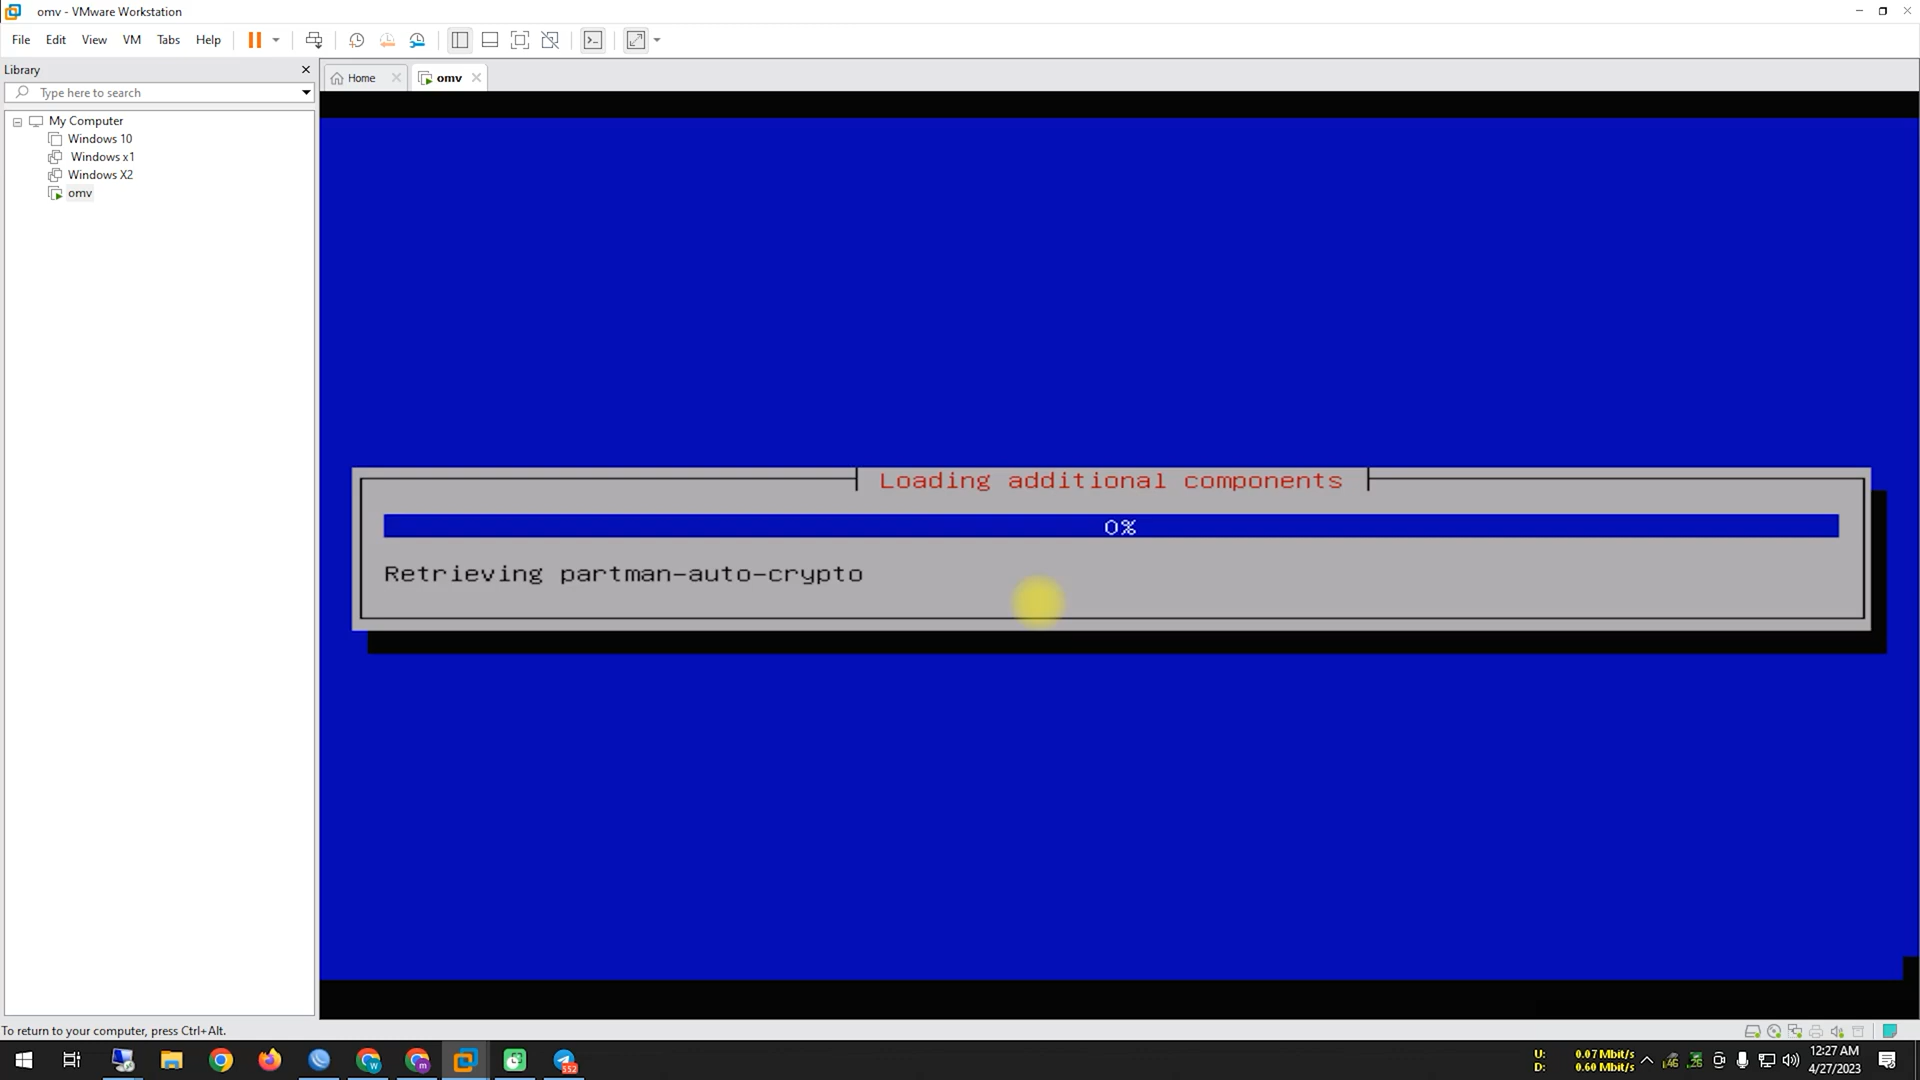 omv - VMware Workstation
File Edit View VM Tabs Help
Library
Type here to search
My Computer
Windows 10
Windows x1
Windows X2
omv
Home
omv
Loading additional components
0%
Retrieving partman-auto-crypto
To return to your computer, press Ctrl+Alt.
W
m
552
U: 0.07 Mbit/s
D: 0.60 Mbit/s
12:27 AM
4/27/2023